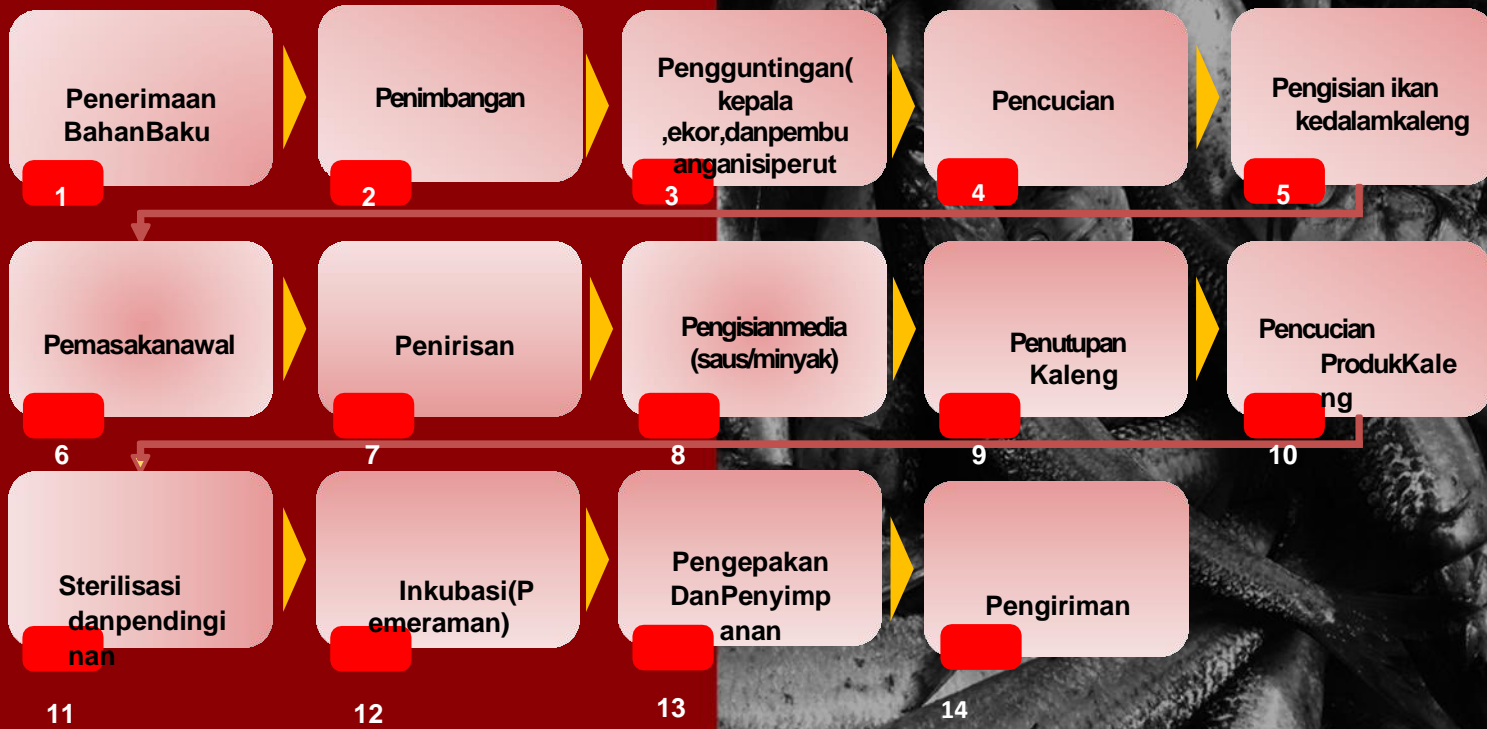 Penerimaan
BahanBaku
1
Penimbangan
2
Pengguntingan(
kepala
,ekor,danpembu
anganisiperut
3
Pencucian
4
Pengisian ikan
kedalamkaleng
5
Pemasakanawal
6
Penirisan
7
Pengisianmedia
(saus/minyak)
8
Penutupan
Kaleng
9
Pencucian
ProdukKale
ng
10
Sterilisasi
danpendingi
nan
11
Inkubasi(P
emeraman)
12
Pengepakan
DanPenyimp
anan
13
Pengiriman
14